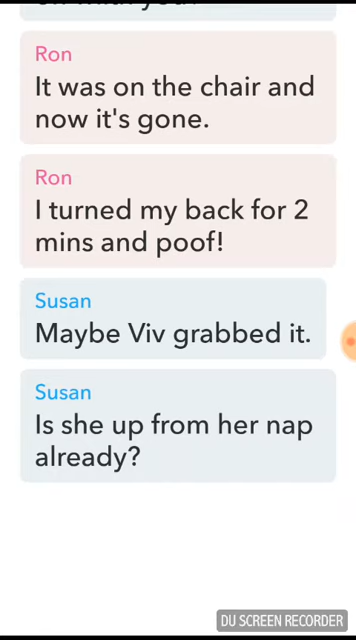 Ron
It was on the chair and
now it's gone.
Ron
I turned my back for 2
mins and poof!
Susan
Maybe Viv grabbed it.
Susan
Is she up from her nap
already?
DU SCREEN RECORDER